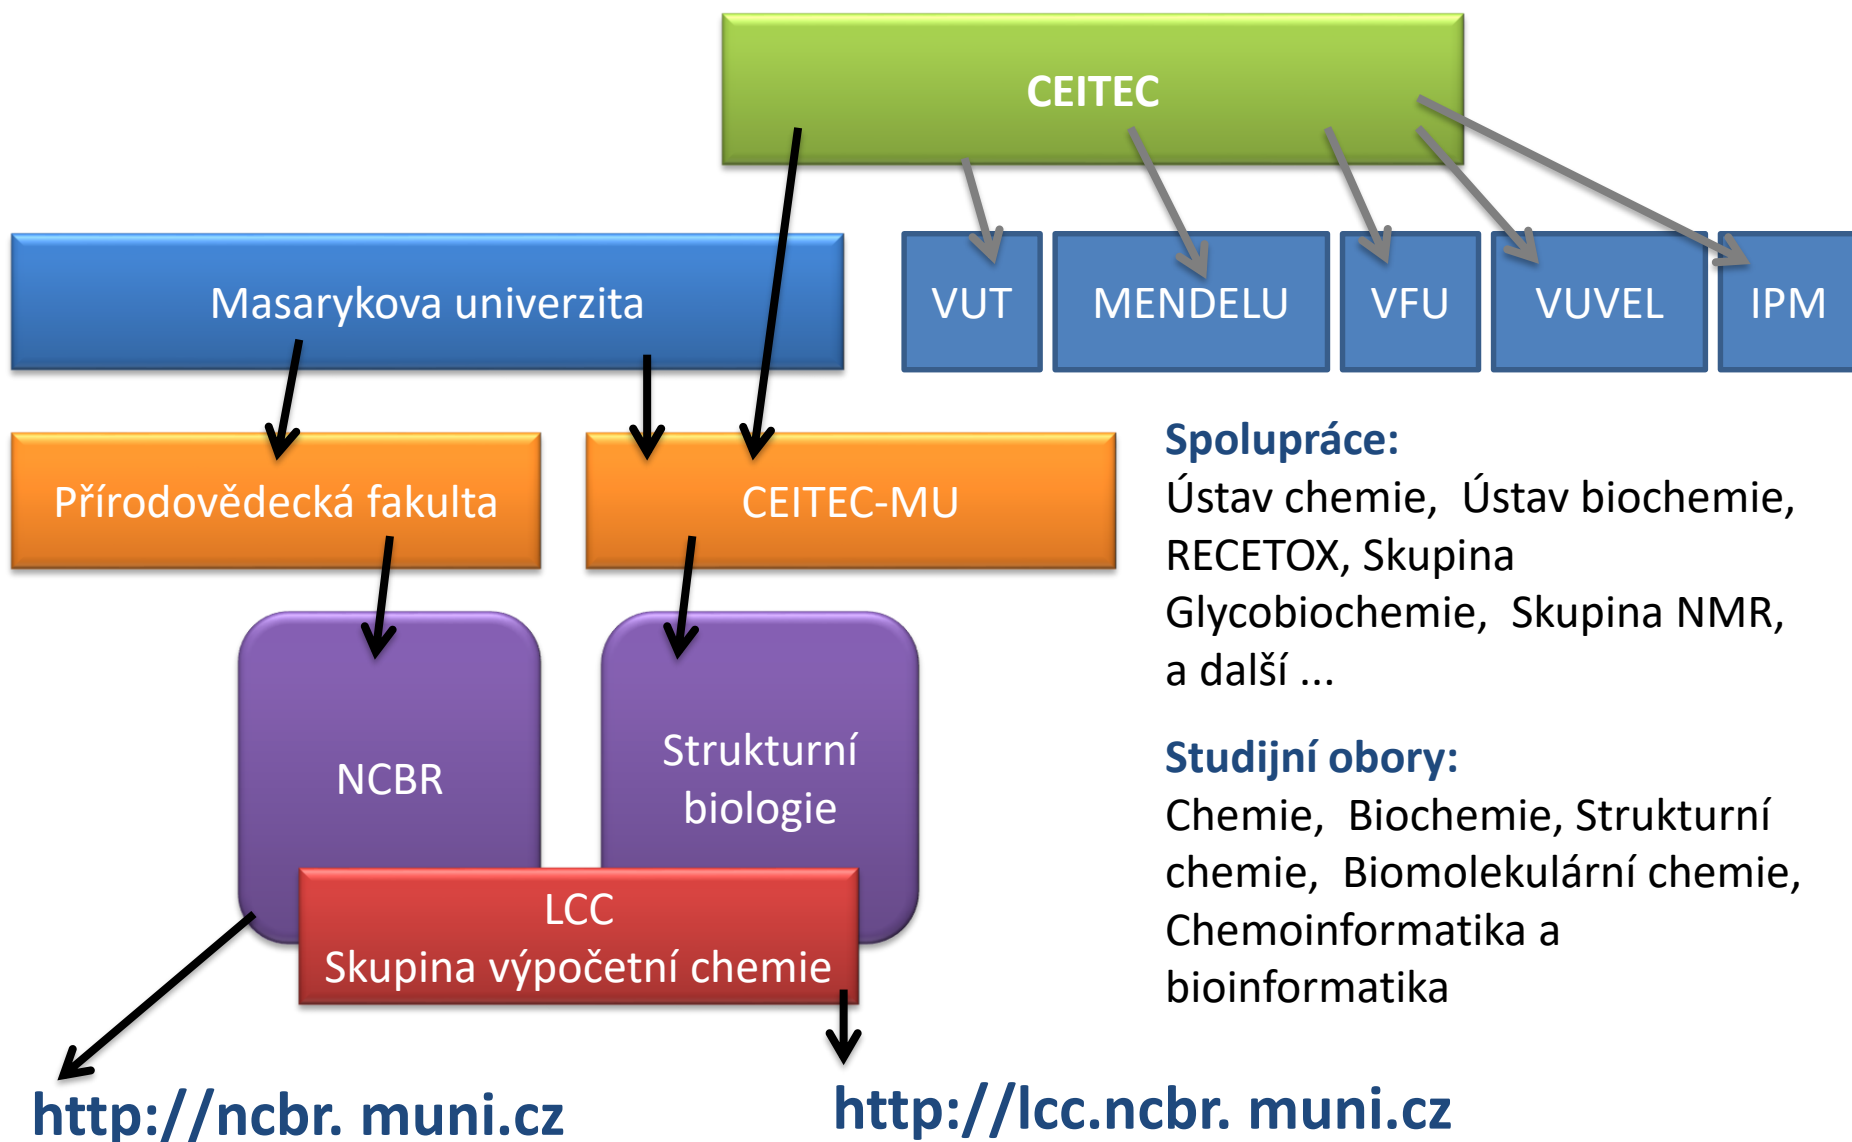 CEITEC
Masarykova univerzita
VUT
MENDELU
VFU
VUVEL
IPM
Přírodovědecká fakulta
CEITEC-MU
NCBR
Strukturní
biologie
LCC
Skupina výpočetní chemie
Spolupráce:
Ústav chemie, Ústav biochemie,
RECETOX, Skupina
Glycobiochemie, Skupina NMR,
a další ...
Studijní obory:
Chemie, Biochemie, Strukturní
chemie, Biomolekulární chemie,
Chemoinformatika a
bioinformatika
http://ncbr. muni.cz
http://lcc.ncbr. muni.cz